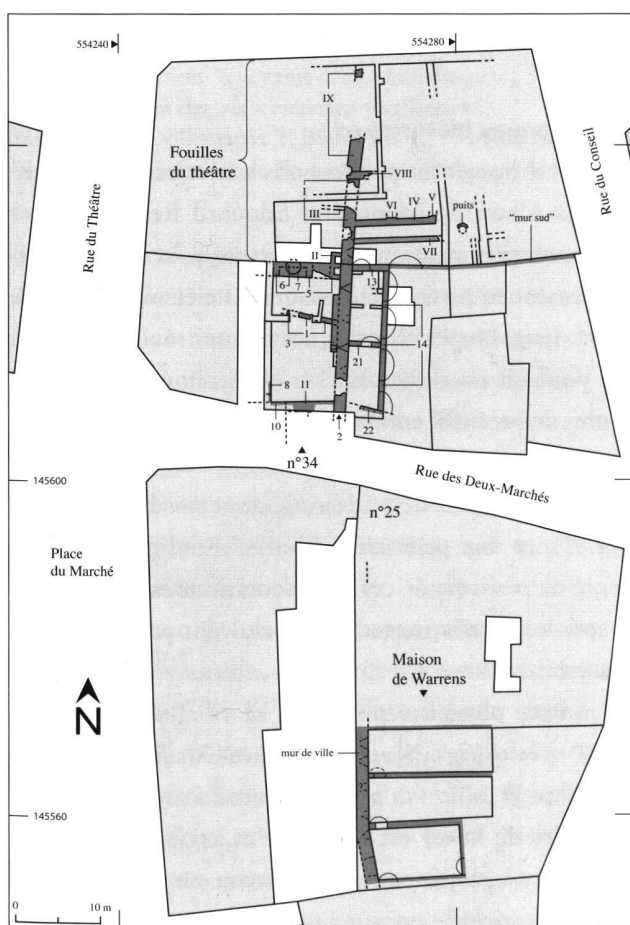 554240
554280
IX
Fouilles
du théâtre
VIII
Rue du Théâtre
Rue du Conseil
III
VI IV V
puits
"mur sud"
II
VII
6 7 5
13
1
3
21
14
8 11
10
2
22
n°34
145600
Rue des Deux-Marchés
n°25
Place
du Marché
Maison
de Warrens
N
mur de ville
?
145560
0 10 m